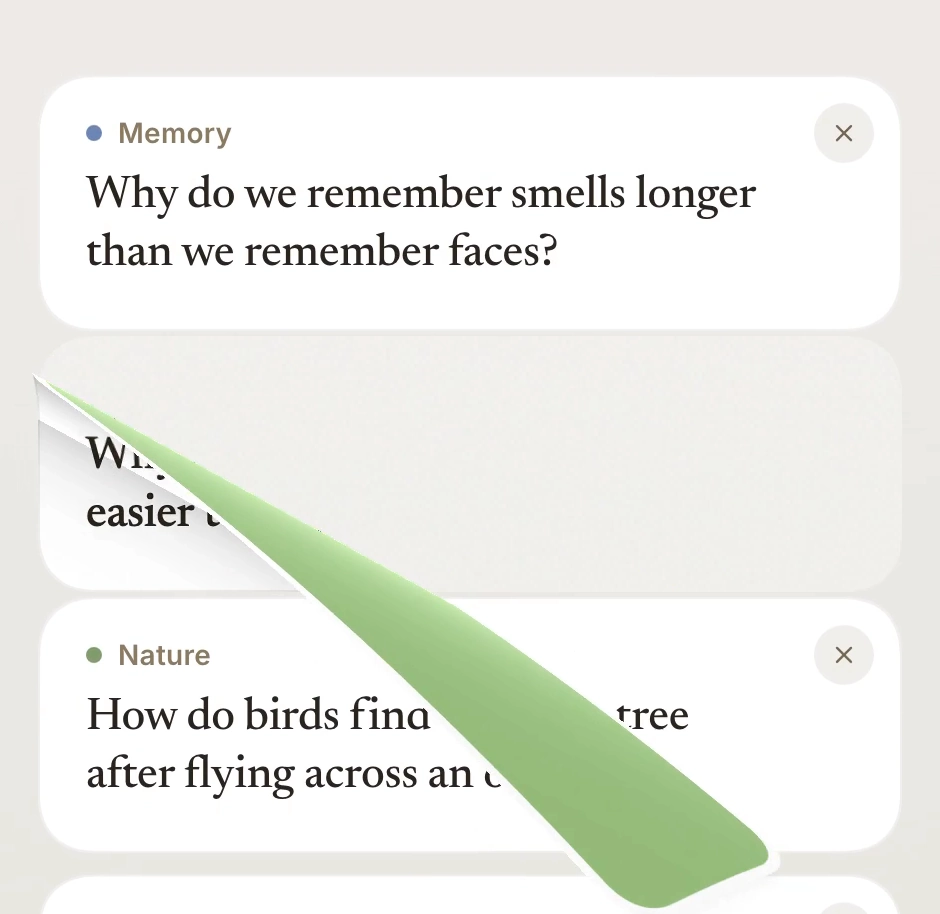 Memory
Why do we remember smells longer
than we remember faces?
easier
Nature
How do birds find tree
after flying across an